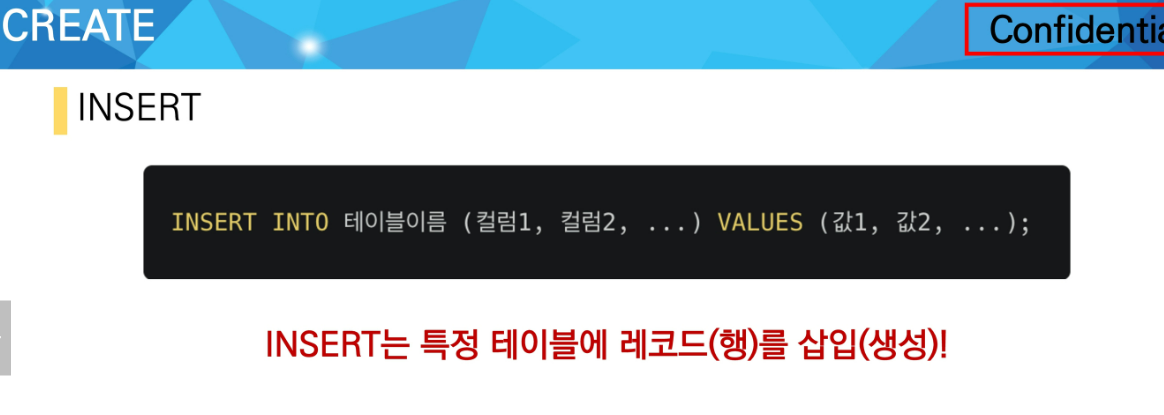 CREATE
Confidentia
INSERT
INSERT INTO 테이블이름 (컬럼1, 컬럼2, ...) VALUES (값1, 값2, ...);
INSERT는 특정 테이블에 레코드(행)를 삽입(생성)!